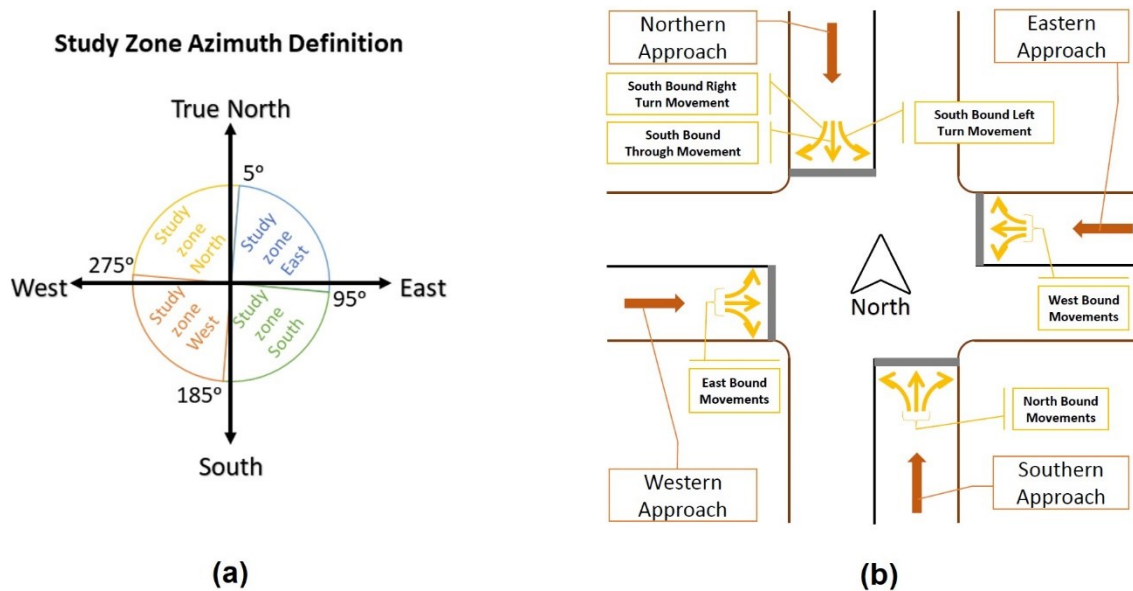 Study Zone Azimuth Definition
True North
5º
Study
zone
North
Study
zone
East
275º
West
East
95º
Study
zone
West
Study
zone
South
185º
South
(a)
Northern
Approach
Eastern
Approach
South Bound Right
Turn Movement
South Bound
Through Movement
South Bound Left
Turn Movement
North
West Bound
Movements
East Bound
Movements
North Bound
Movements
Western
Approach
Southern
Approach
(b)